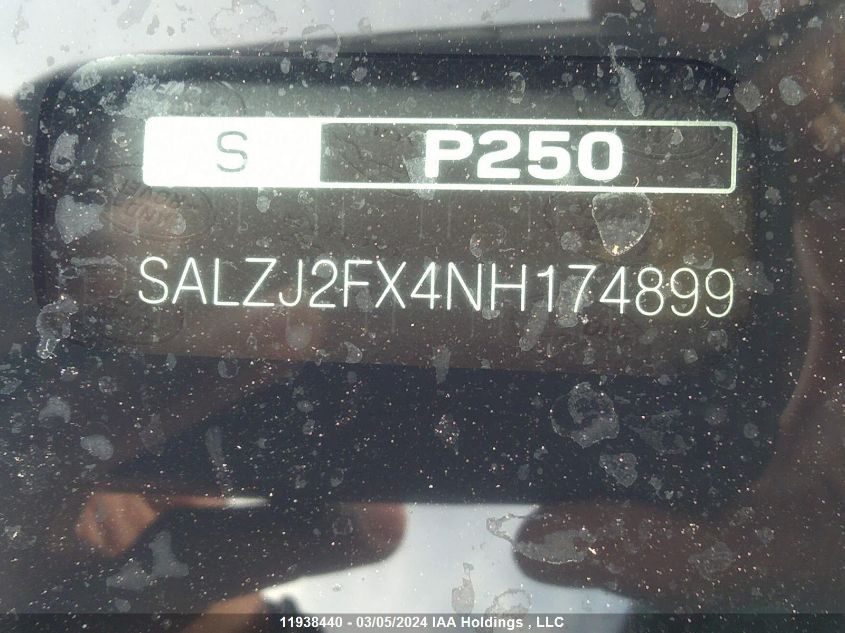 S P250
SALZJ2FX4NH174899
11938440 - 03/05/2024 IAA Holdings , LLC